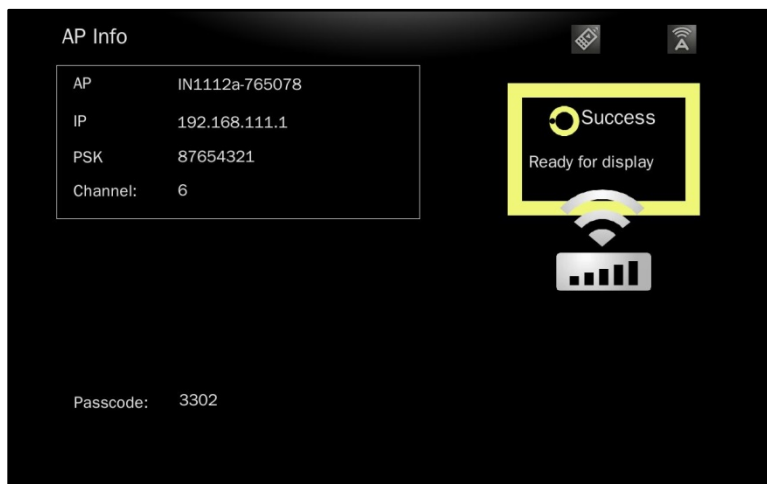 AP Info
AP IN1112a-765078
IP 192.168.111.1
PSK 87654321
Channel: 6
Success
Ready for display
Passcode: 3302